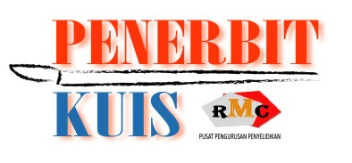 PENERBIT
KUIS
RMC
PUSAT PENGURUSAN PENYELIDIKAN